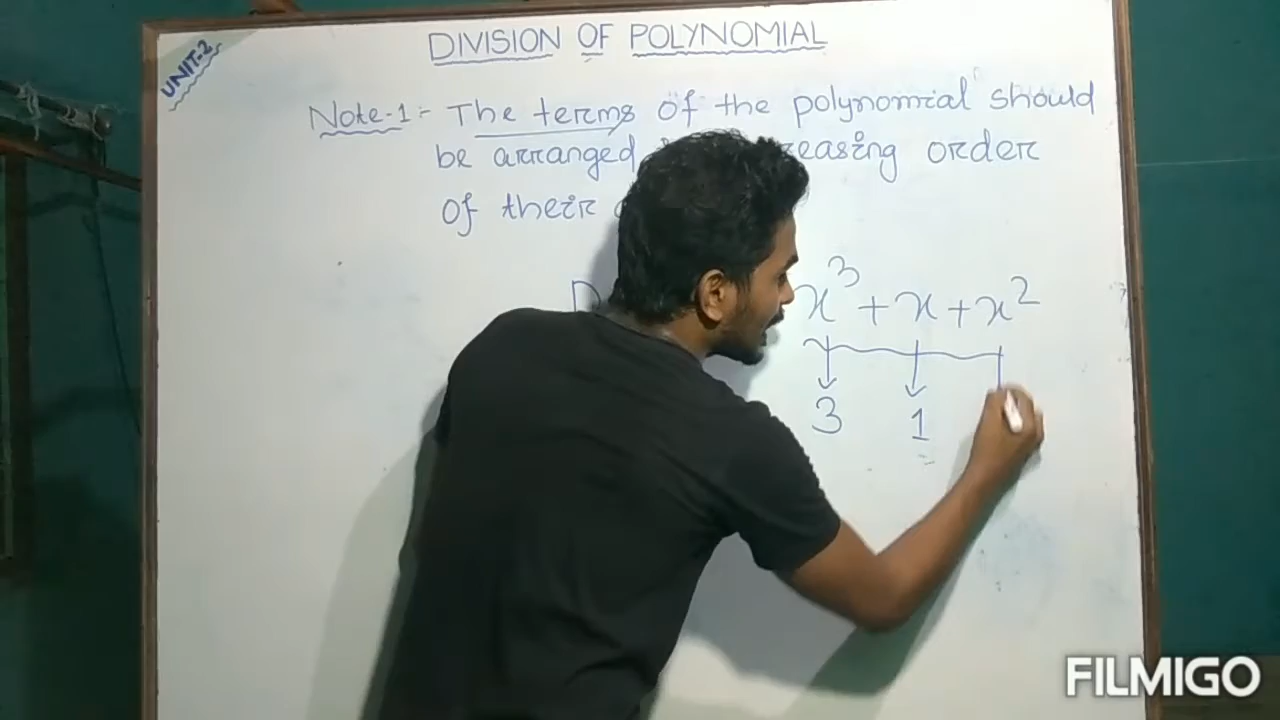 UNIT-2
DIVISION OF POLYNOMIAL
Note-1:- The terms of the polynomial should
be arranged order
of their
x³ + x + x²
3 1
FILMIGO